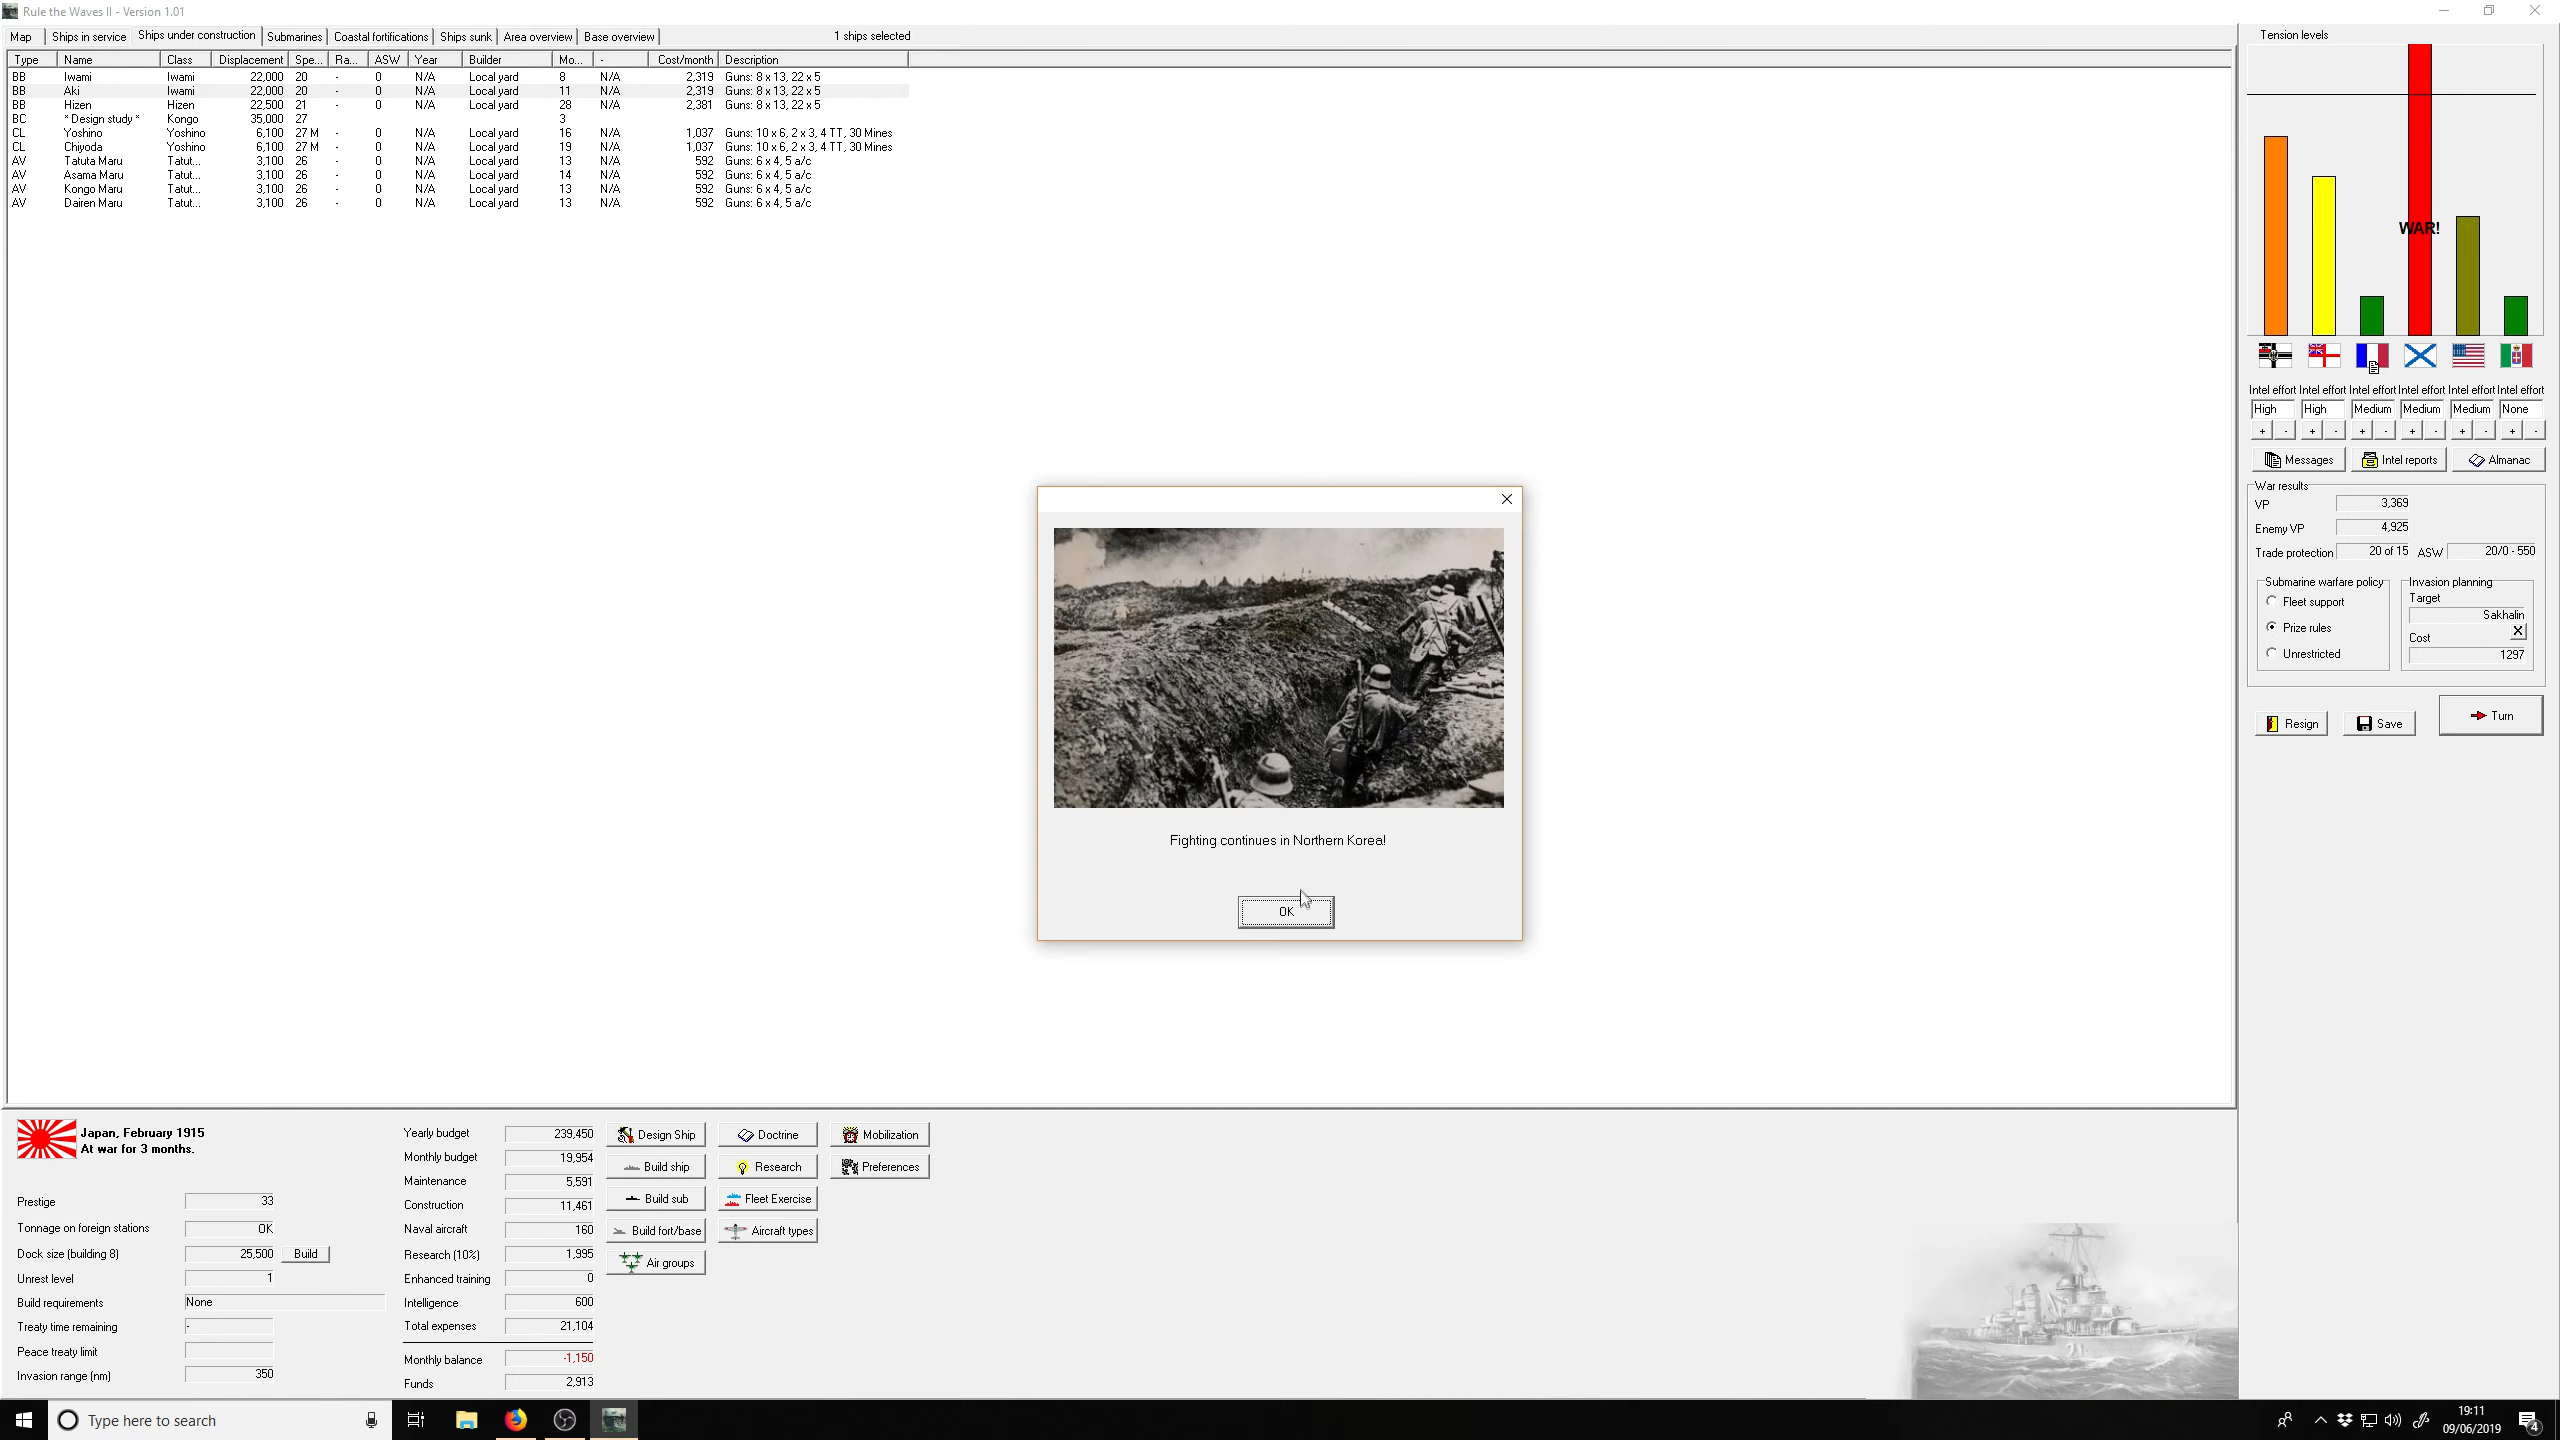 Rule the Waves II - Version 1.01
Map Ships in service Ships under construction Submarines Coastal fortifications Ships sunk Area overview Base overview 1 ships selected
Type Name Class Displacement Spe... Ra... ASW Year Builder Mo... - Cost/month Description
BB Iwami Iwami 22,000 20 - 0 N/A Local yard 8 N/A 2,319 Guns: 8 x 13, 22 x 5
BB Aki Iwami 22,000 20 - 0 N/A Local yard 11 N/A 2,319 Guns: 8 x 13, 22 x 5
BB Hizen Hizen 22,500 21 - 0 N/A Local yard 28 N/A 2,381 Guns: 8 x 13, 22 x 5
BC * Design study * Kongo 35,000 27 3
CL Yoshino Yoshino 6,100 27 M - 0 N/A Local yard 16 N/A 1,037 Guns: 10 x 6, 2 x 3, 4 TT, 30 Mines
CL Chiyoda Yoshino 6,100 27 M - 0 N/A Local yard 19 N/A 1,037 Guns: 10 x 6, 2 x 3, 4 TT, 30 Mines
AV Tatuta Maru Tatut... 3,100 26 - 0 N/A Local yard 13 N/A 592 Guns: 6 x 4, 5 a/c
AV Asama Maru Tatut... 3,100 26 - 0 N/A Local yard 14 N/A 592 Guns: 6 x 4, 5 a/c
AV Kongo Maru Tatut... 3,100 26 - 0 N/A Local yard 13 N/A 592 Guns: 6 x 4, 5 a/c
AV Dairen Maru Tatut... 3,100 26 - 0 N/A Local yard 13 N/A 592 Guns: 6 x 4, 5 a/c
Fighting continues in Northern Korea!
OK
Tension levels
WAR!
Intel effort Intel effort Intel effort Intel effort Intel effort Intel effort
High High Medium Medium Medium None
+ - + - + - + - + - + -
Messages Intel reports Almanac
War results
VP 3,369
Enemy VP 4,925
Trade protection 20 of 15 ASW 20/0 - 550
Submarine warfare policy
Fleet support
Prize rules
Unrestricted
Invasion planning
Target
Sakhalin
Cost X
1297
Resign Save Turn
Japan, February 1915
At war for 3 months.
Prestige 33
Tonnage on foreign stations OK
Dock size (building 8) 25,500 Build
Unrest level 1
Build requirements None
Treaty time remaining -
Peace treaty limit
Invasion range (nm) 350
Yearly budget 239,450
Monthly budget 19,954
Maintenance 5,591
Construction 11,461
Naval aircraft 160
Research (10%) 1,995
Enhanced training 0
Intelligence 600
Total expenses 21,104
Monthly balance -1,150
Funds 2,913
Design Ship Doctrine Mobilization
Build ship Research Preferences
Build sub Fleet Exercise
Build fort/base Aircraft types
Air groups
Type here to search
19:11
09/06/2019
4